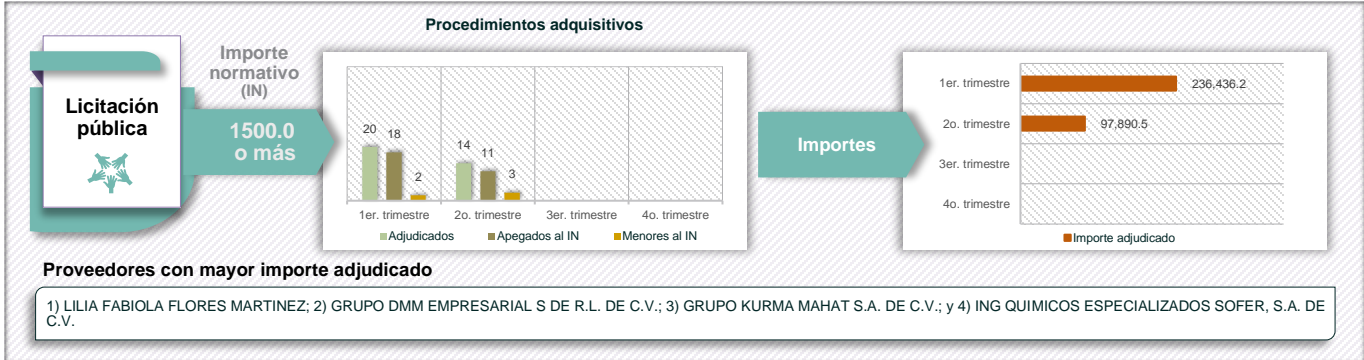 Procedimientos adquisitivos
Licitación
pública
Importe
normativo
(IN)
1500.0
o más
20
18
2
14
11
3
1er. trimestre
2o. trimestre
3er. trimestre
4o. trimestre
Adjudicados
Apegados al IN
Menores al IN
Importes
1er. trimestre
236,436.2
2o. trimestre
97,890.5
3er. trimestre
4o. trimestre
Importe adjudicado
Proveedores con mayor importe adjudicado
1) LILIA FABIOLA FLORES MARTINEZ; 2) GRUPO DMM EMPRESARIAL S DE R.L. DE C.V.; 3) GRUPO KURMA MAHAT S.A. DE C.V.; y 4) ING QUIMICOS ESPECIALIZADOS SOFER, S.A. DE
C.V.